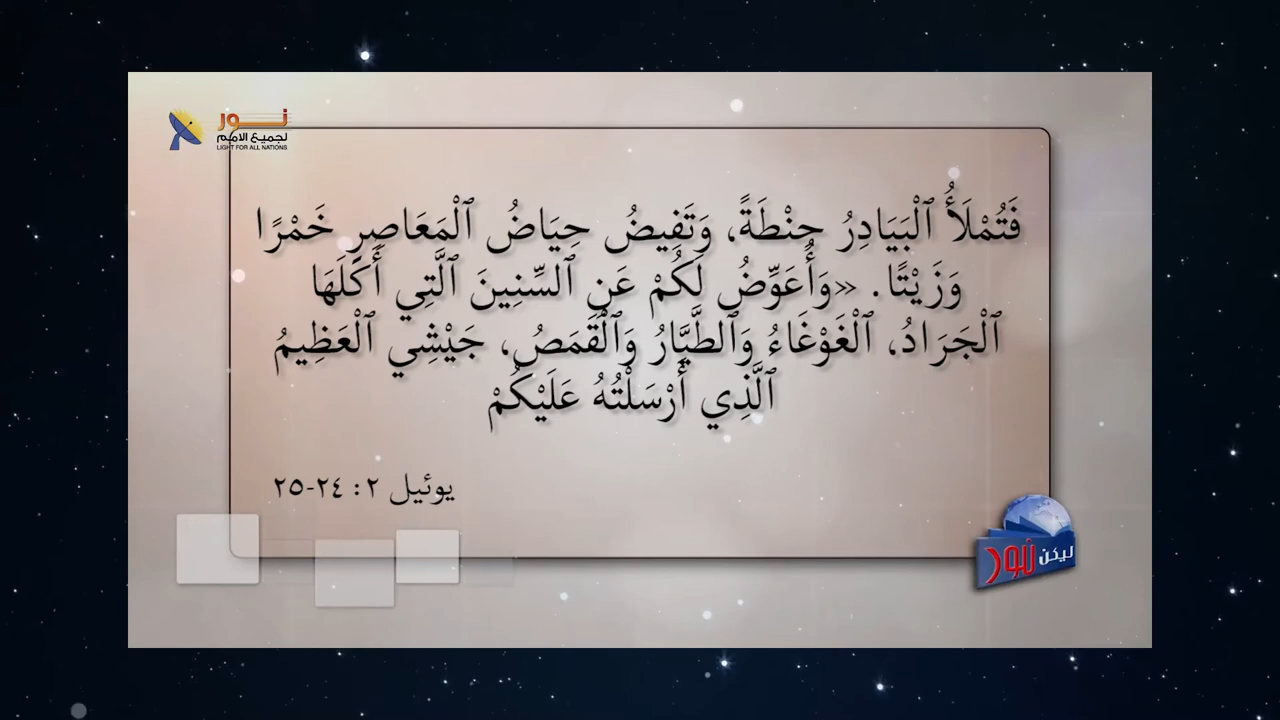 نور
لجميع الأمم
LIGHT FOR ALL NATIONS
فَتُمْلَأُ ٱلْبَيَادِرُ حِنْطَةً، وَتَفِيضُ حِيَاضُ ٱلْمَعَاصِرِ خَمْرًا
وَزَيْتًا. «وَأُعَوِّضُ لَكُمْ عَنِ ٱلسِّنِينَ ٱلَّتِي أَكَلَهَا
ٱلْجَرَادُ، ٱلْغَوْغَاءُ وَٱلطَّيَّارُ وَٱلْقَمَصُ، جَيْشِي ٱلْعَظِيمُ
ٱلَّذِي أَرْسَلْتُهُ عَلَيْكُمْ
يوئيل ٢: ٢٤-٢٥
ليكن نور